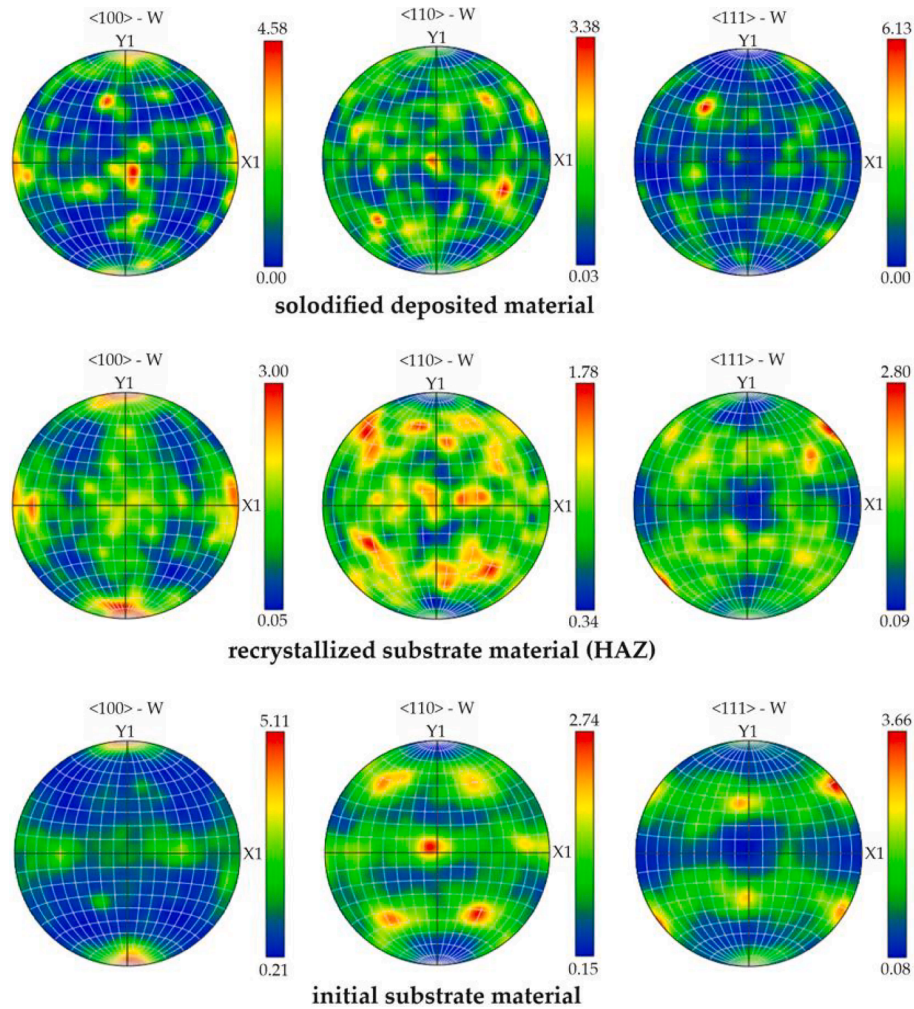 <100> - W
Y1
4.58
X1
0.00
<110> - W
Y1
3.38
X1
0.03
<111> - W
Y1
6.13
X1
0.00
solodified deposited material
<100> - W
Y1
3.00
X1
0.05
<110> - W
Y1
1.78
X1
0.34
<111> - W
Y1
2.80
X1
0.09
recrystallized substrate material (HAZ)
<100> - W
Y1
5.11
X1
0.21
<110> - W
Y1
2.74
X1
0.15
<111> - W
Y1
3.66
0.08
initial substrate material